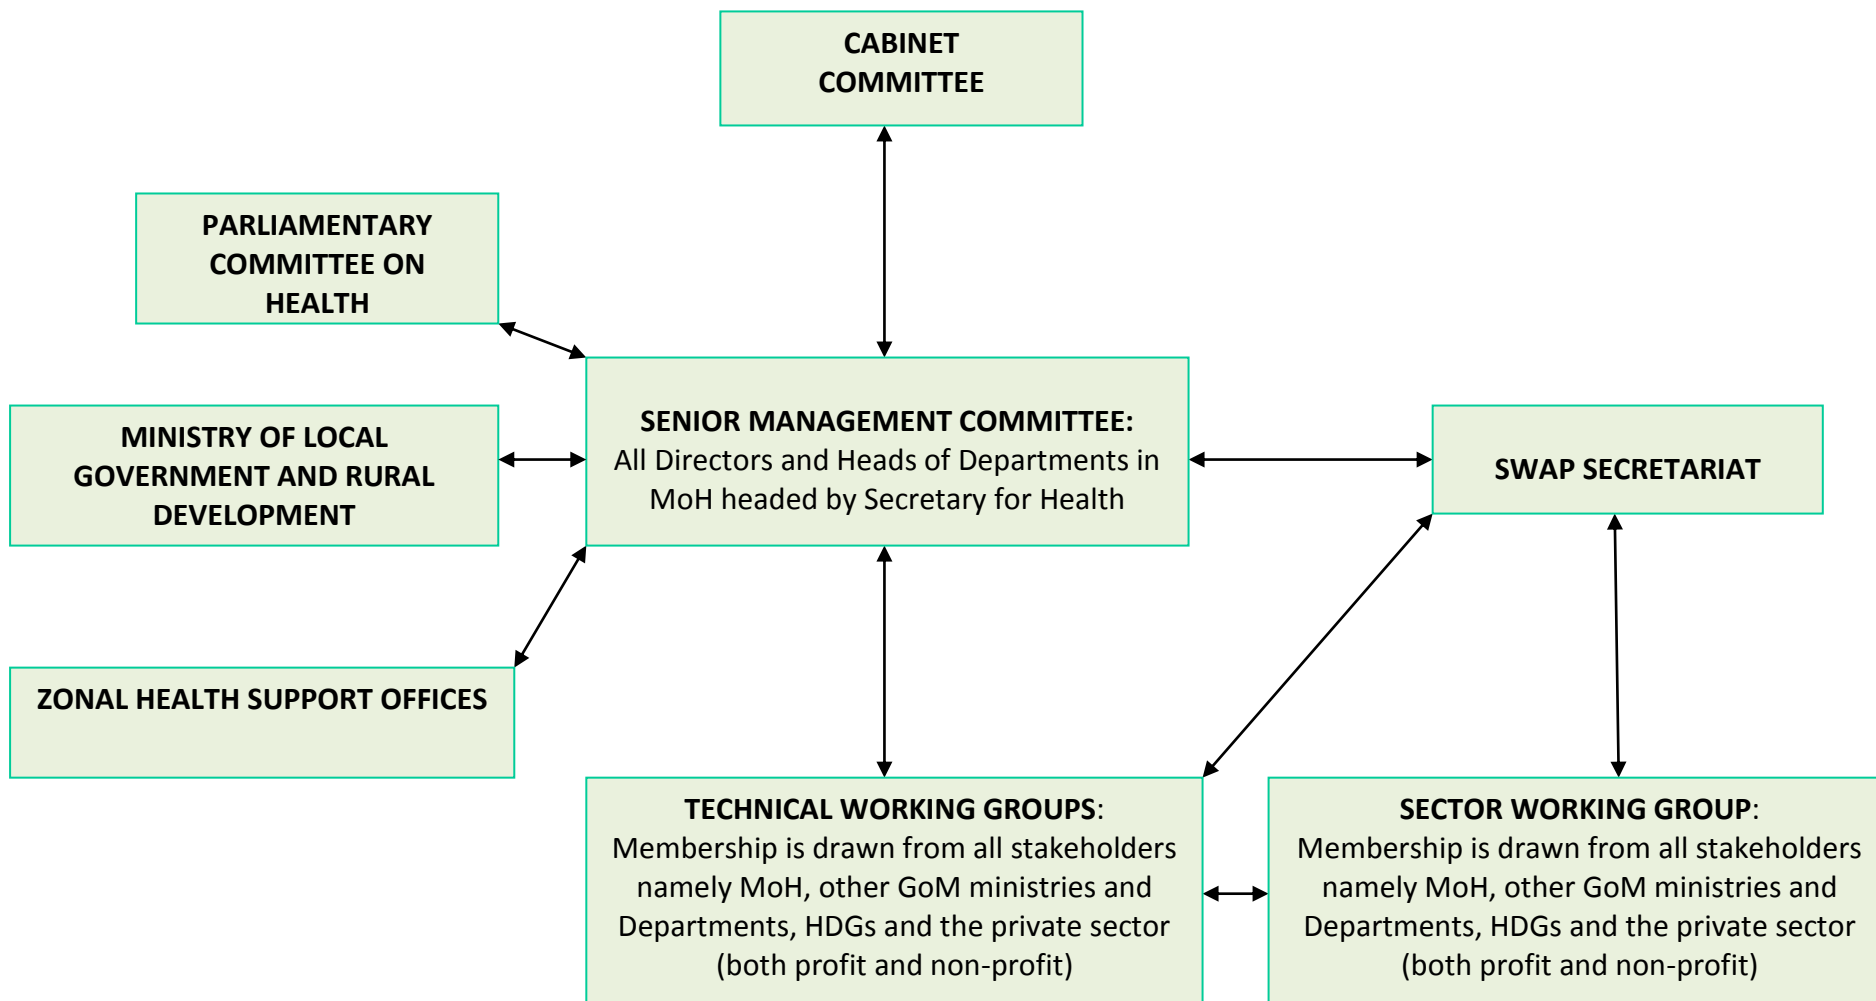 CABINET
COMMITTEE
PARLIAMENTARY
COMMITTEE ON
HEALTH
MINISTRY OF LOCAL
GOVERNMENT AND RURAL
DEVELOPMENT
SENIOR MANAGEMENT COMMITTEE:
All Directors and Heads of Departments in
MoH headed by Secretary for Health
SWAP SECRETARIAT
ZONAL HEALTH SUPPORT OFFICES
TECHNICAL WORKING GROUPS:
Membership is drawn from all stakeholders
namely MoH, other GoM ministries and
Departments, HDGs and the private sector
(both profit and non-profit)
SECTOR WORKING GROUP:
Membership is drawn from all stakeholders
namely MoH, other GoM ministries and
Departments, HDGs and the private sector
(both profit and non-profit)